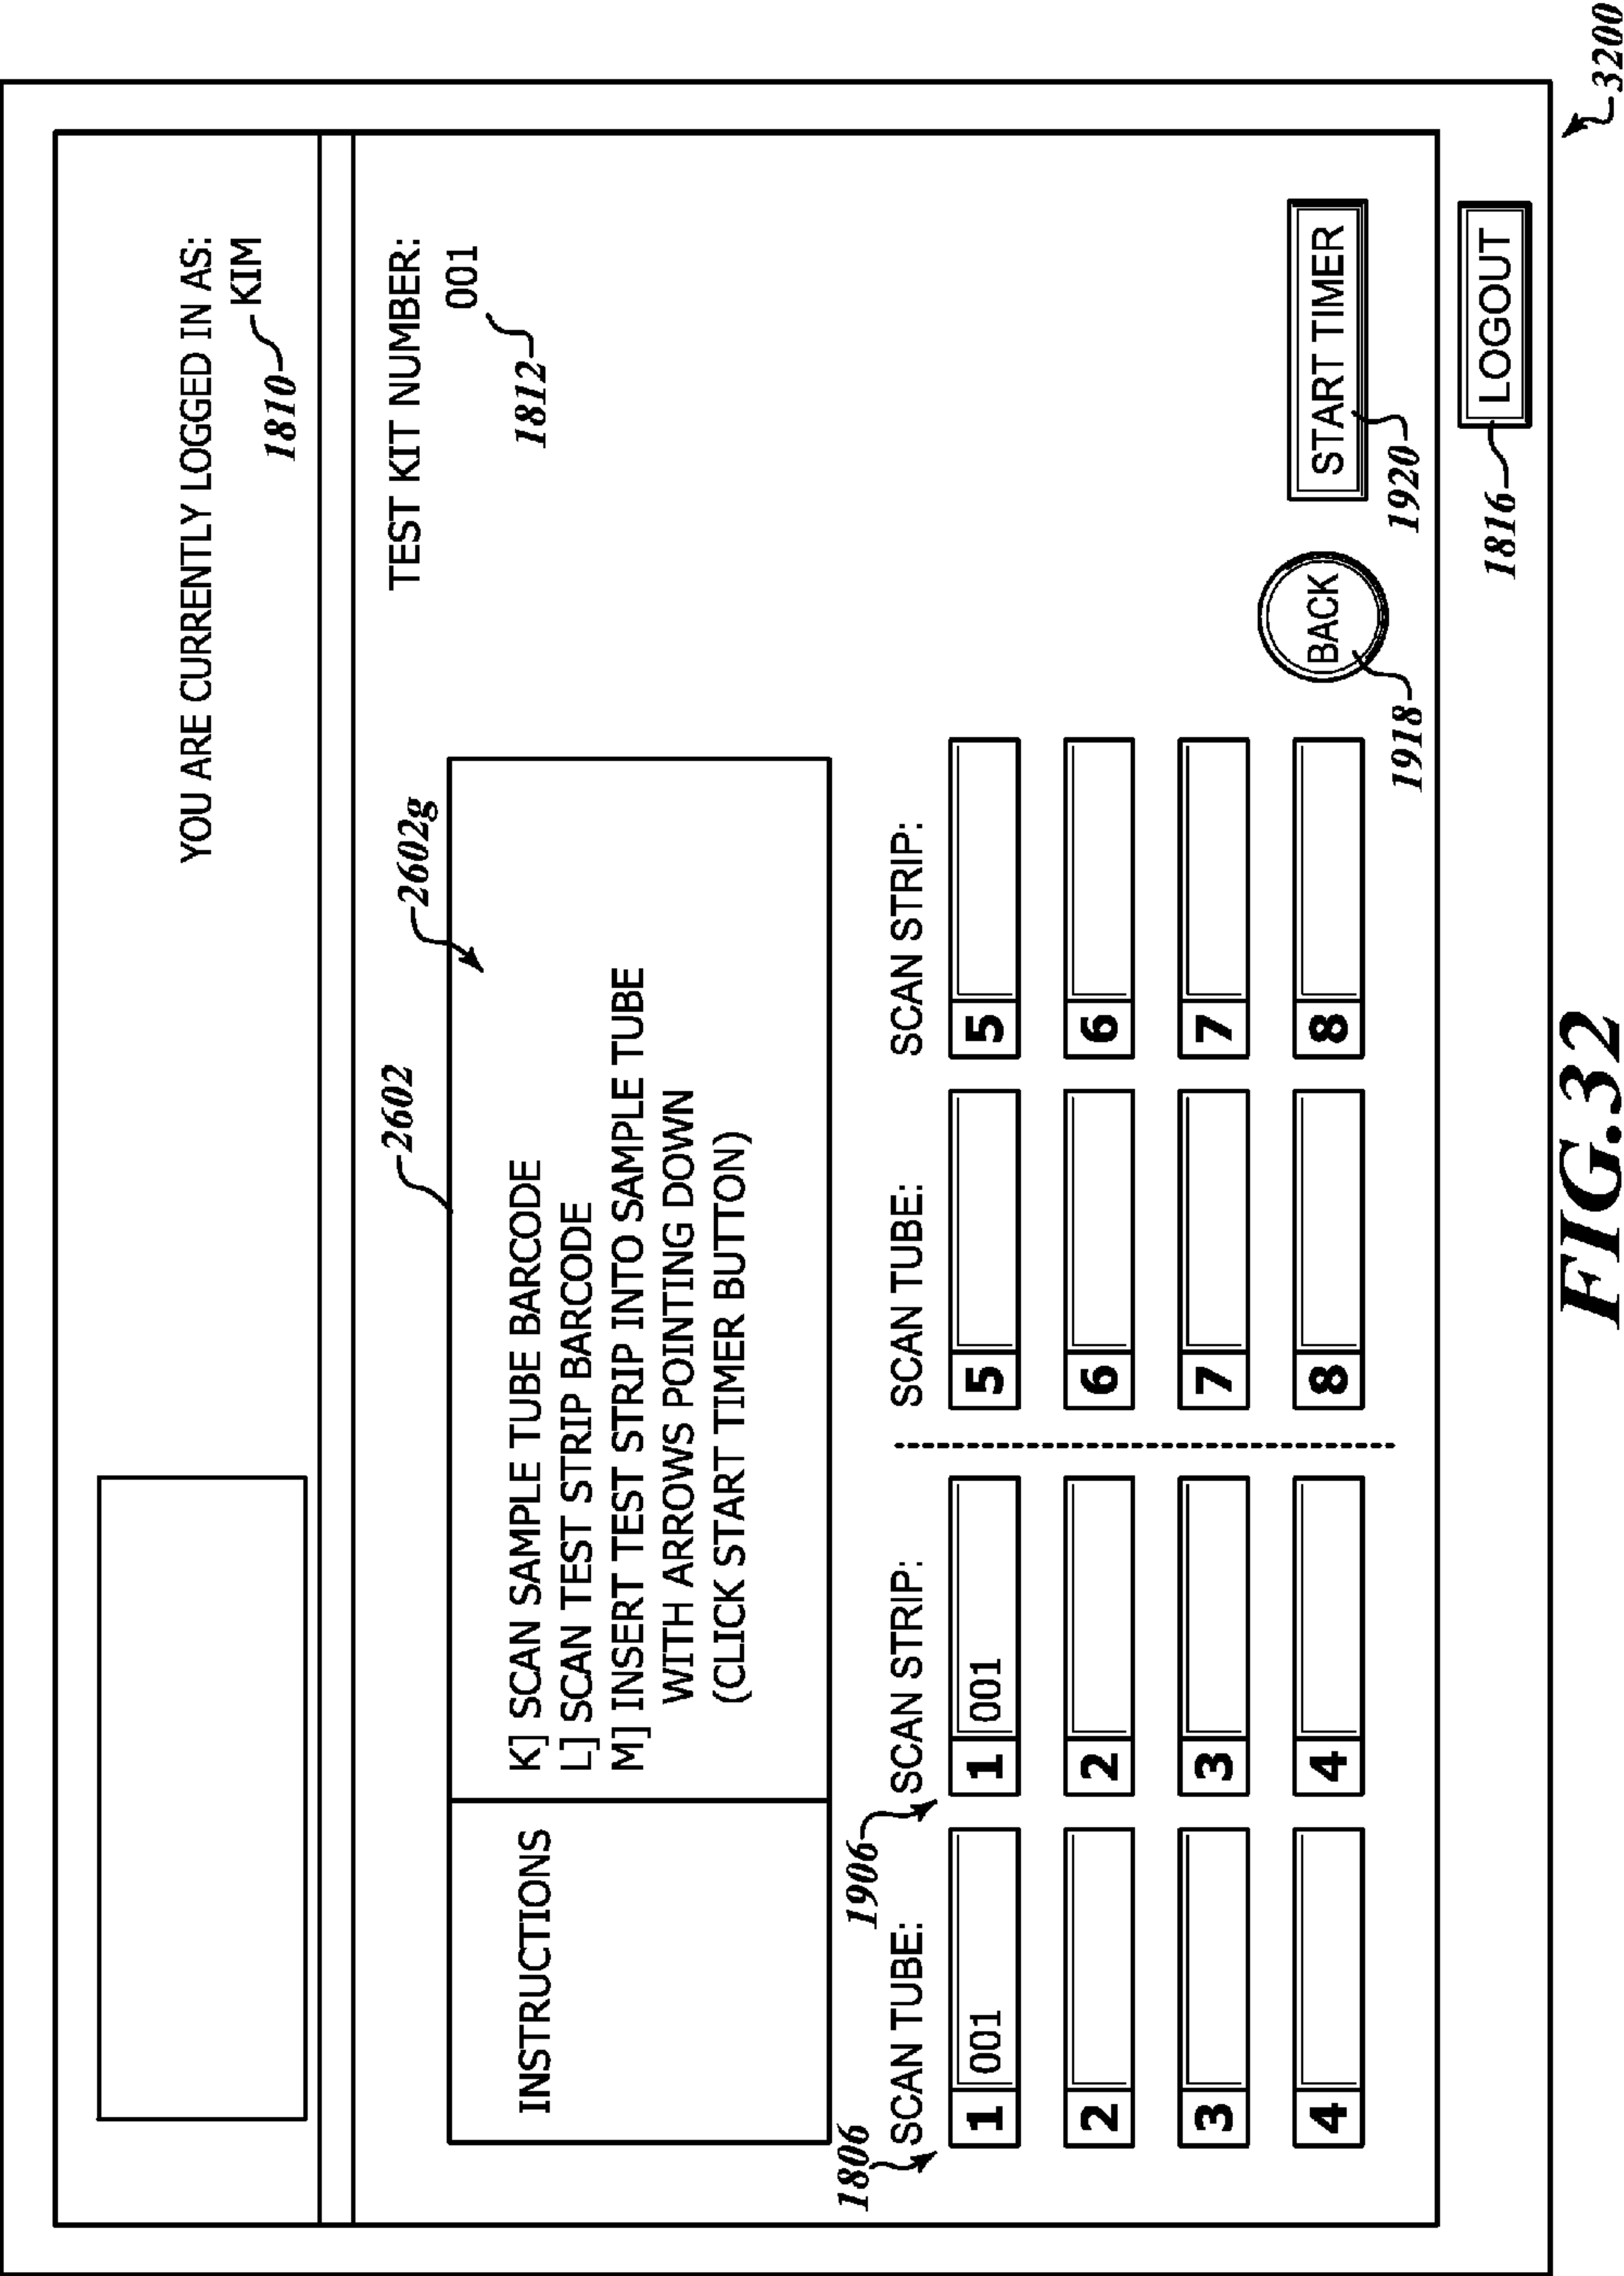 3200
YOU ARE CURRENTLY LOGGED IN AS:
KIM
1810
TEST KIT NUMBER:
001
1812
2602
2602g
INSTRUCTIONS
K] SCAN SAMPLE TUBE BARCODE
L] SCAN TEST STRIP BARCODE
M] INSERT TEST STRIP INTO SAMPLE TUBE
WITH ARROWS POINTING DOWN
(CLICK START TIMER BUTTON)
1806
1906
SCAN TUBE: SCAN STRIP: SCAN TUBE: SCAN STRIP:
1 001 1 001 5 5
2 2 6 6
3 3 7 7
4 4 8 8
BACK
START TIMER
1918
1920
LOGOUT
1816
FIG.32